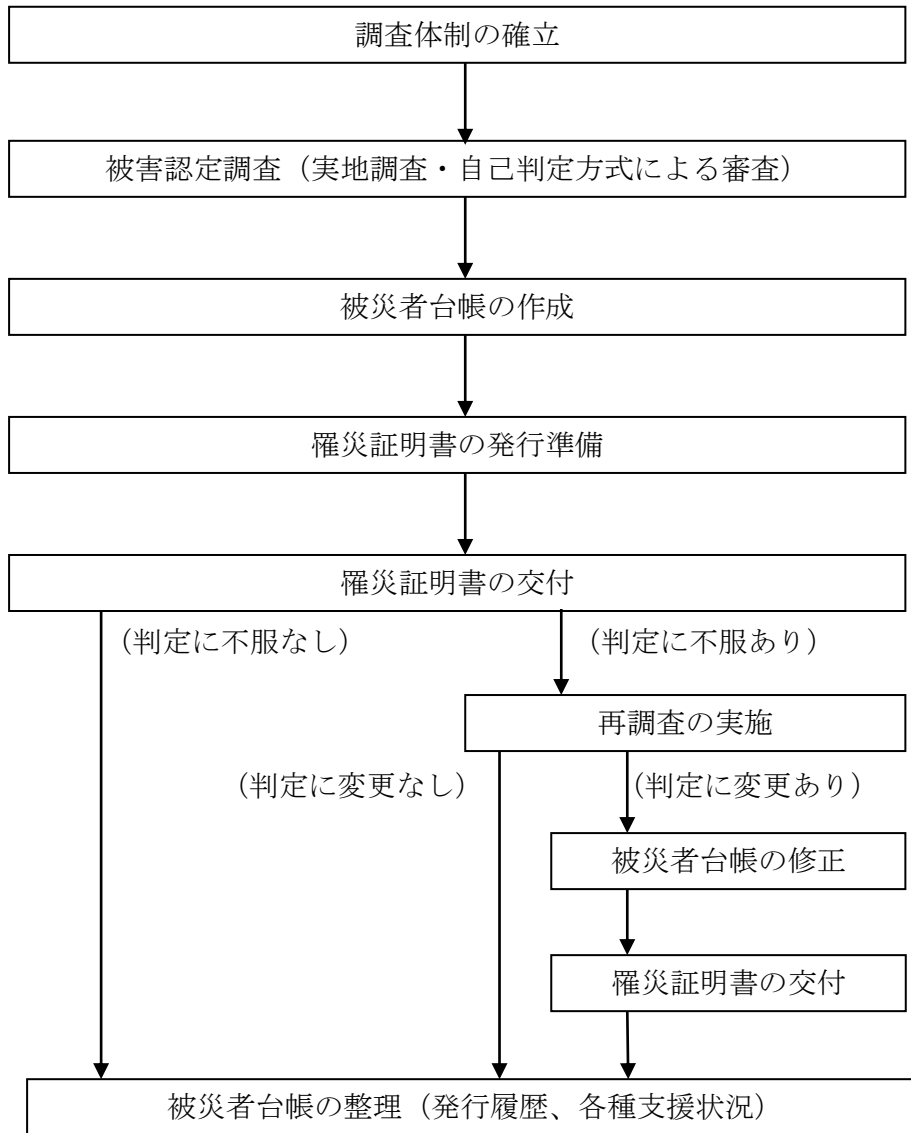 調査体制の確立
被害認定調査（実地調査・自己判定方式による審査）
被災者台帳の作成
罹災証明書の発行準備
罹災証明書の交付
（判定に不服なし）
（判定に不服あり）
再調査の実施
（判定に変更なし）
（判定に変更あり）
被災者台帳の修正
罹災証明書の交付
被災者台帳の整理（発行履歴、各種支援状況）